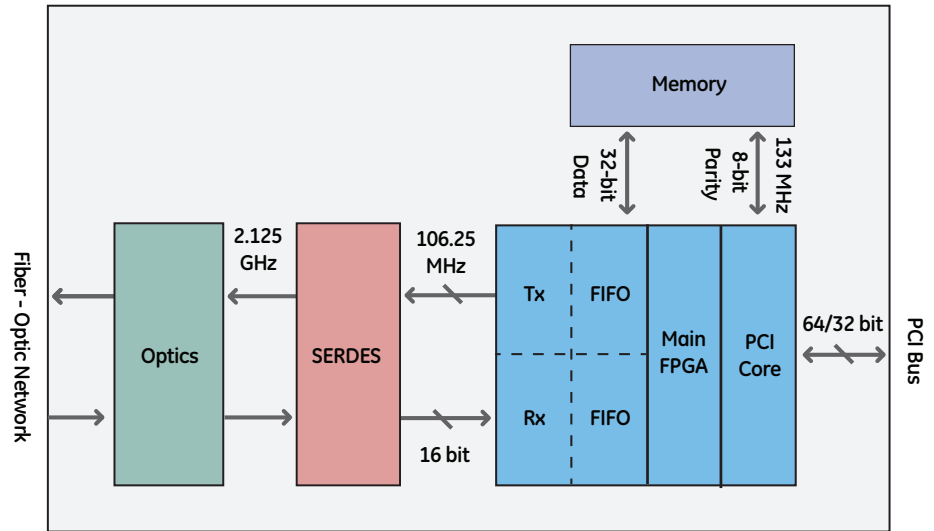 Memory
32-bit
Data
133 MHz
8-bit
Parity
2.125
GHz
106.25
MHz
Fiber - Optic Network
Optics
SERDES
Tx
FIFO
Main
FPGA
PCI
Core
64/32 bit
PCI Bus
Rx
FIFO
16 bit